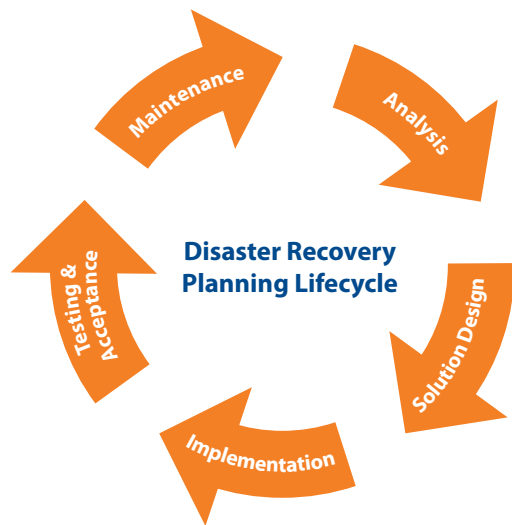 Disaster Recovery
Planning Lifecycle
Analysis
Solution Design
Implementation
Testing &
Acceptance
Maintenance